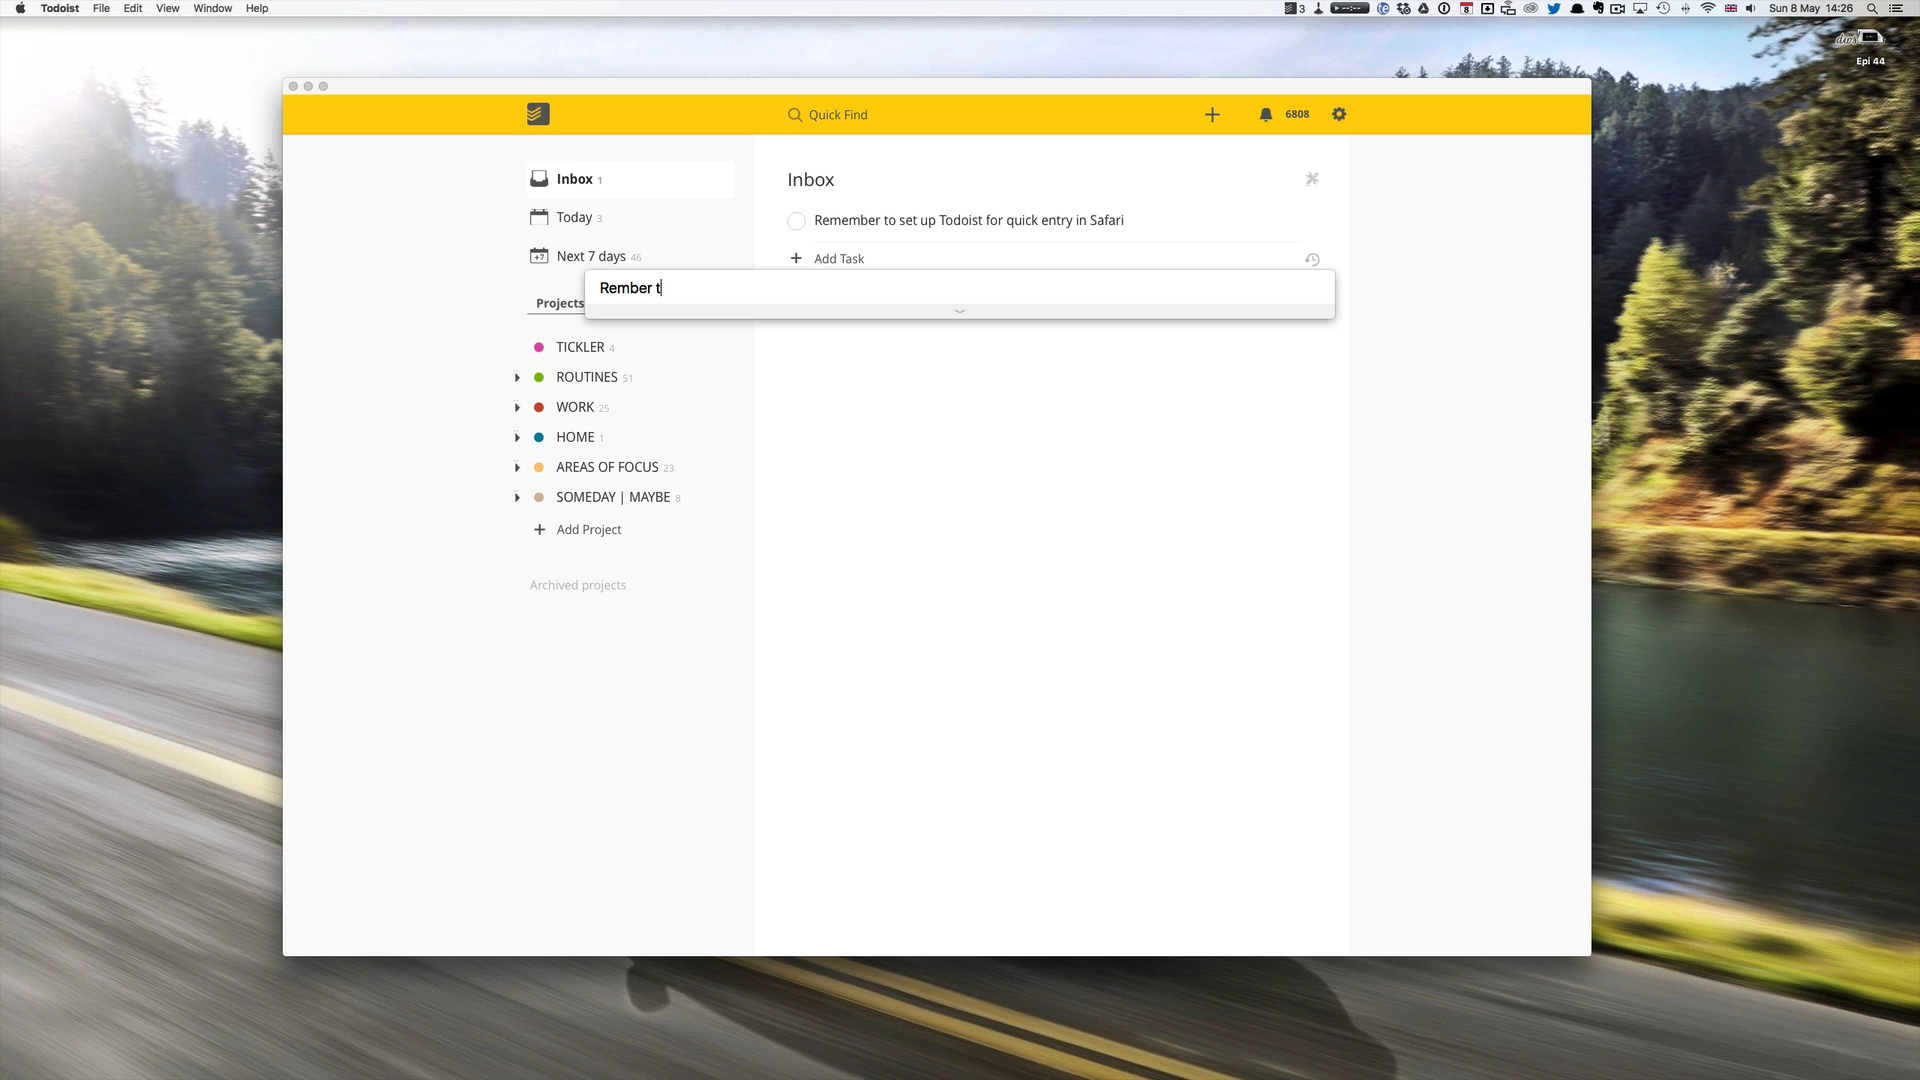 Todoist File Edit View Window Help
3 8 Sun 8 May 14:26
Epi 44
Quick Find
6808
Inbox 1
Today 3
Next 7 days 46
Projects
TICKLER 4
ROUTINES 51
WORK 25
HOME 1
AREAS OF FOCUS 23
SOMEDAY | MAYBE 8
Add Project
Archived projects
Inbox
Remember to set up Todoist for quick entry in Safari
Add Task
Rember t